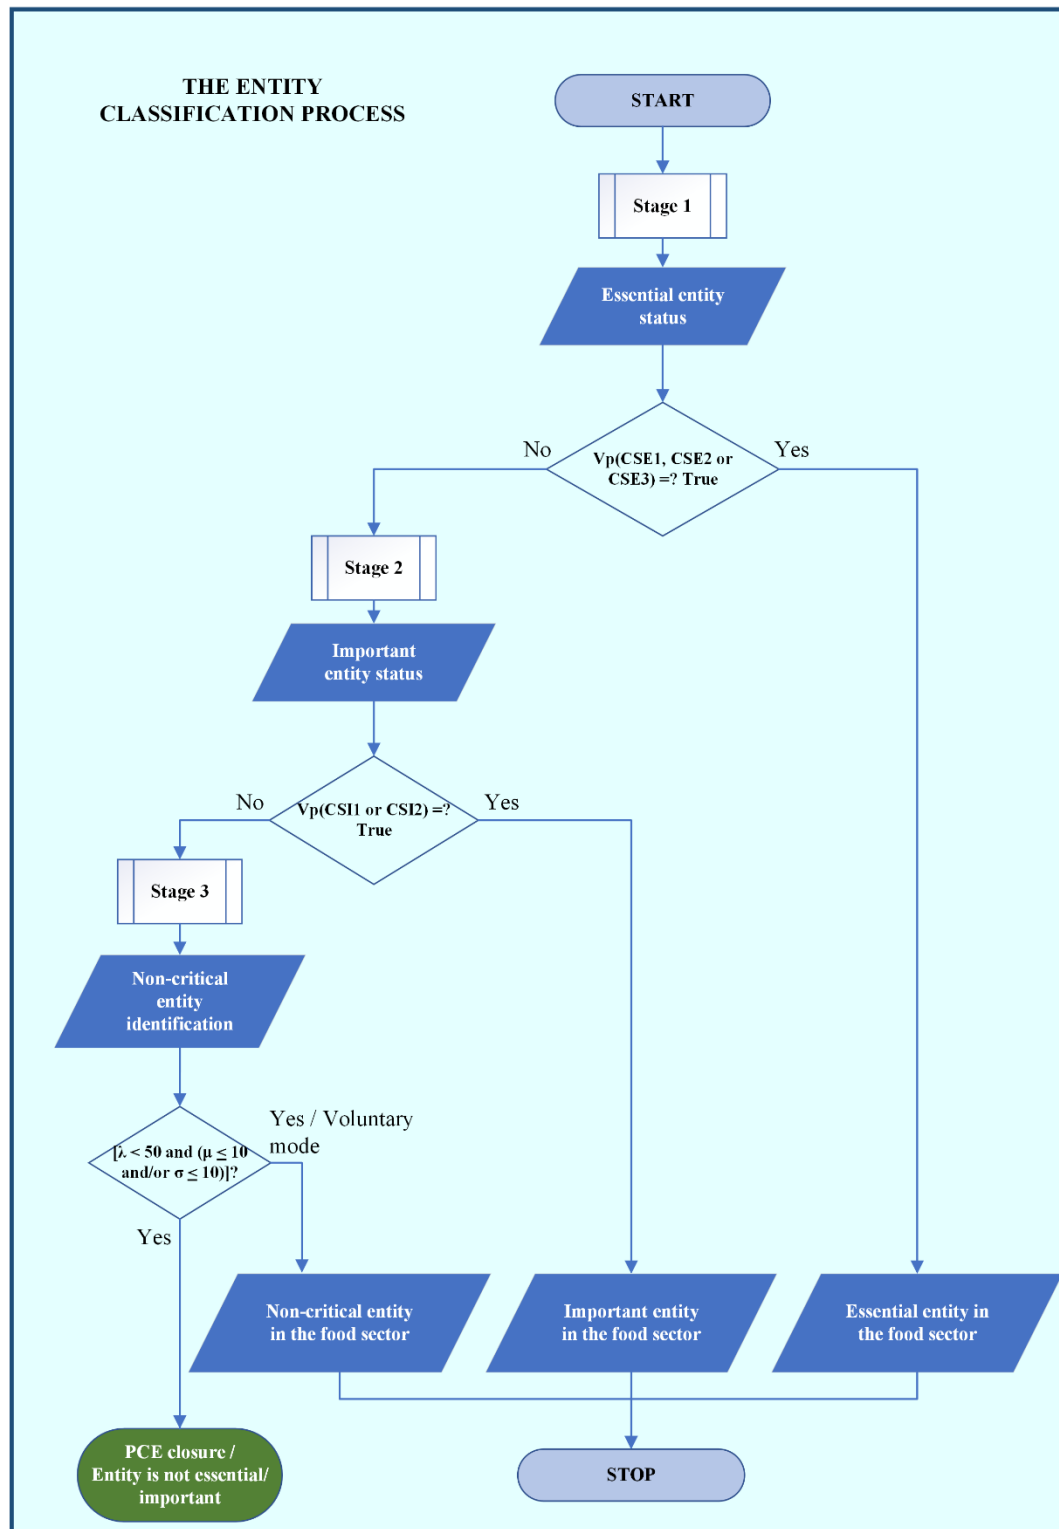 THE ENTITY
CLASSIFICATION PROCESS
START
Stage 1
Essential entity
status
No
Yes
Vp(CSE1, CSE2 or
CSE3) =? True
Stage 2
Important
entity status
No
Yes
Vp(CSI1 or CSI2) =?
True
Stage 3
Non-critical
entity
identification
Yes / Voluntary
mode
[λ < 50 and (μ ≤ 10
and/or σ ≤ 10)]?
Yes
Non-critical entity
in the food sector
Important entity
in the food sector
Essential entity in
the food sector
PCE closure /
Entity is not essential/
important
STOP